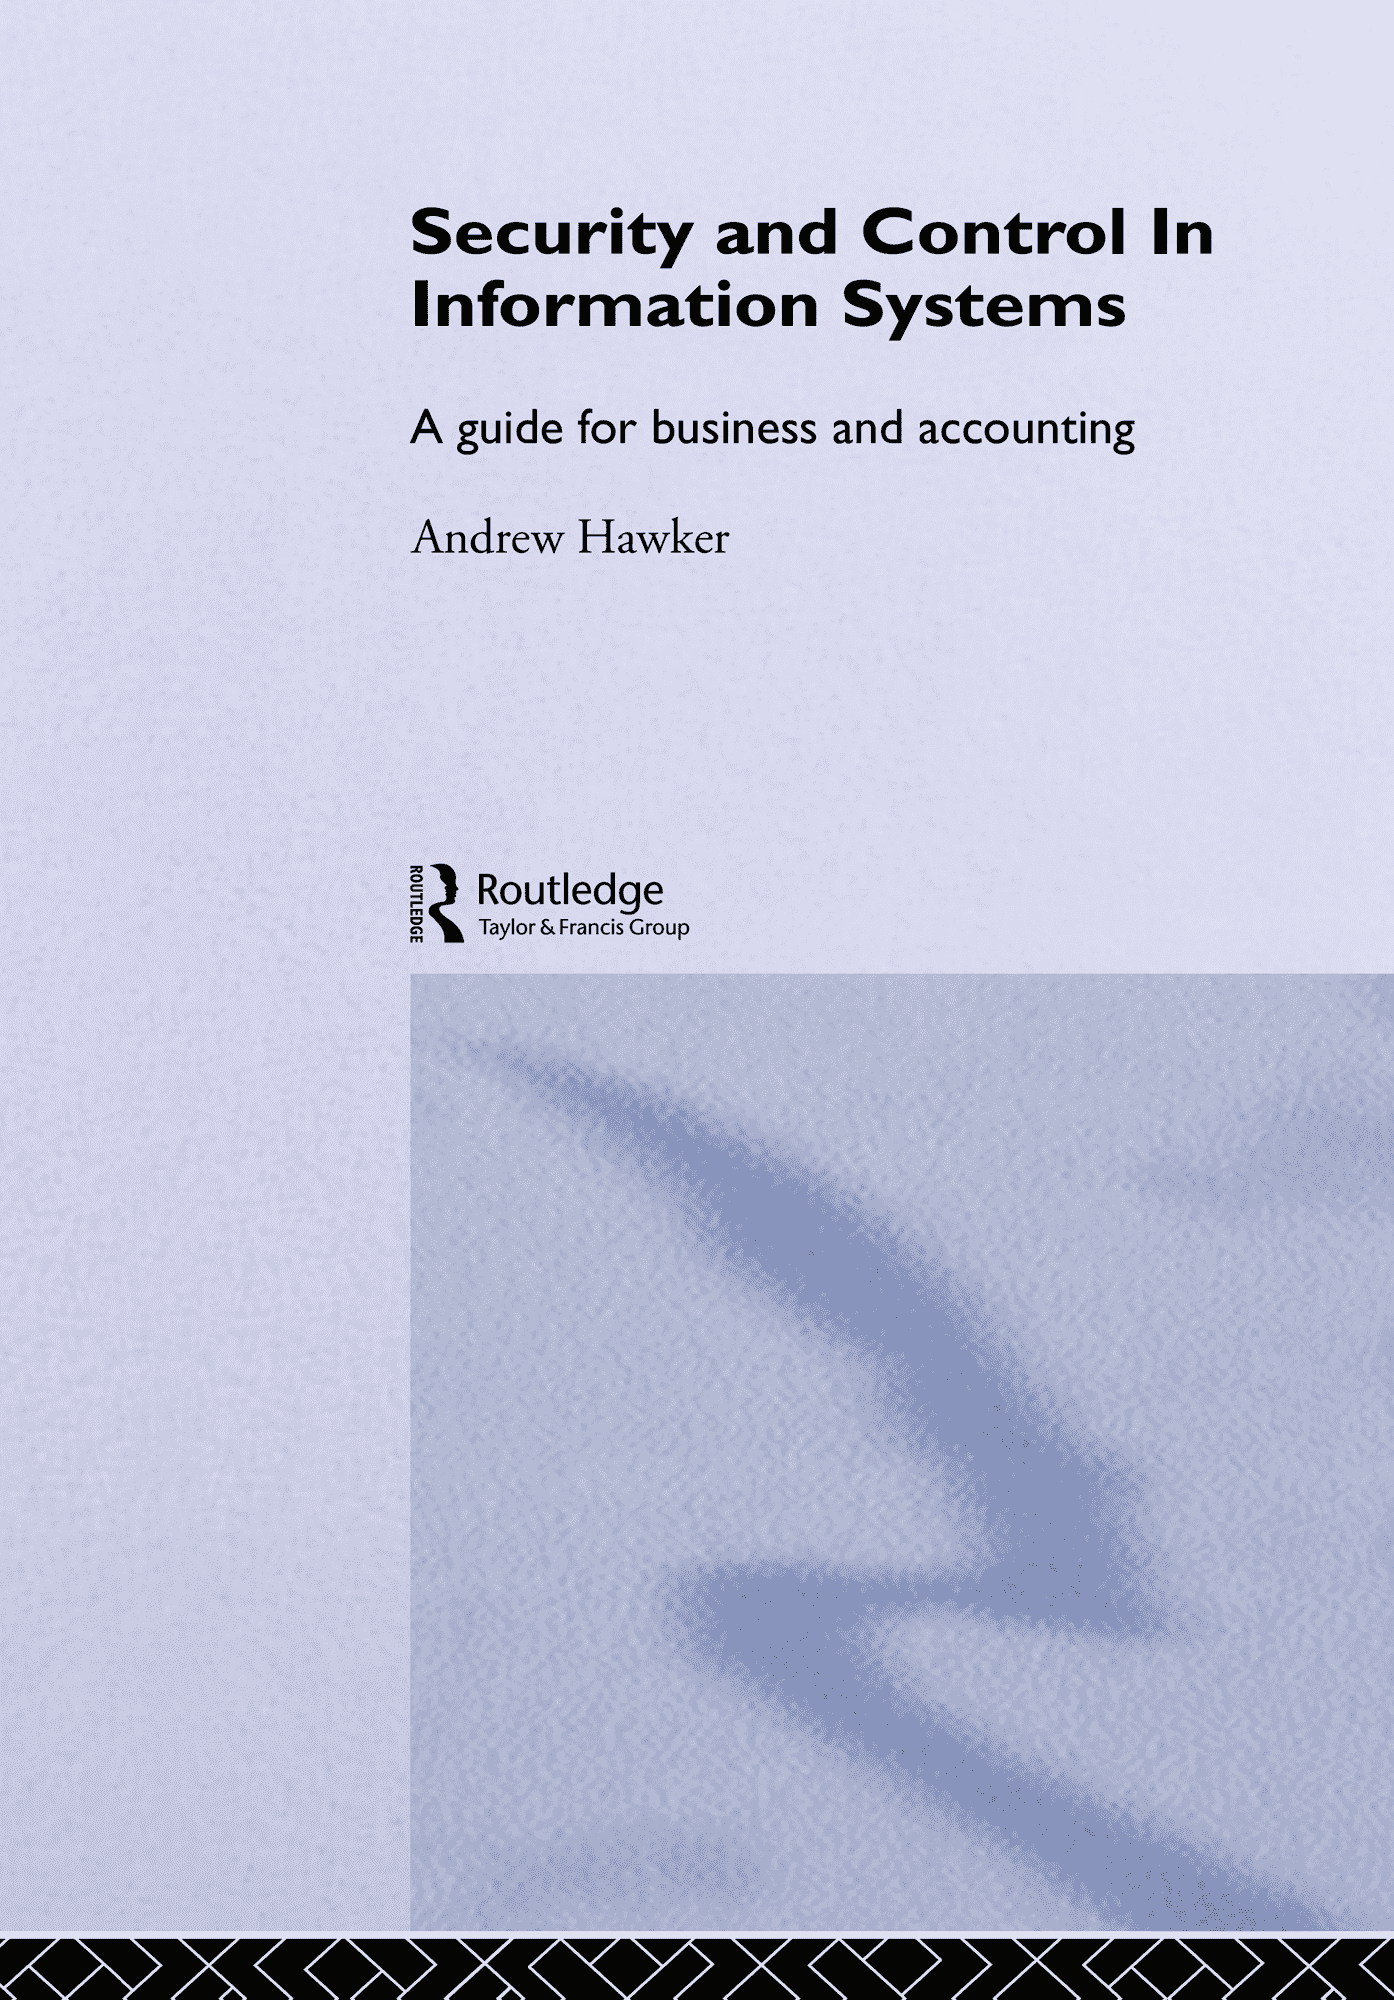 Security and Control In
Information Systems
A guide for business and accounting
Andrew Hawker
ROUTLEDGE
Routledge
Taylor & Francis Group